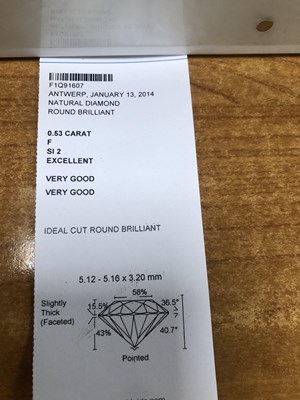 F1Q91607
ANTWERP, JANUARY 13, 2014
NATURAL DIAMOND
ROUND BRILLIANT
0.53 CARAT
F
SI 2
EXCELLENT
VERY GOOD
VERY GOOD
IDEAL CUT ROUND BRILLIANT
5.12 - 5.16 x 3.20 mm
58%
Slightly
Thick
(Faceted)
15.5%
36.5°
43%
40.7°
Pointed